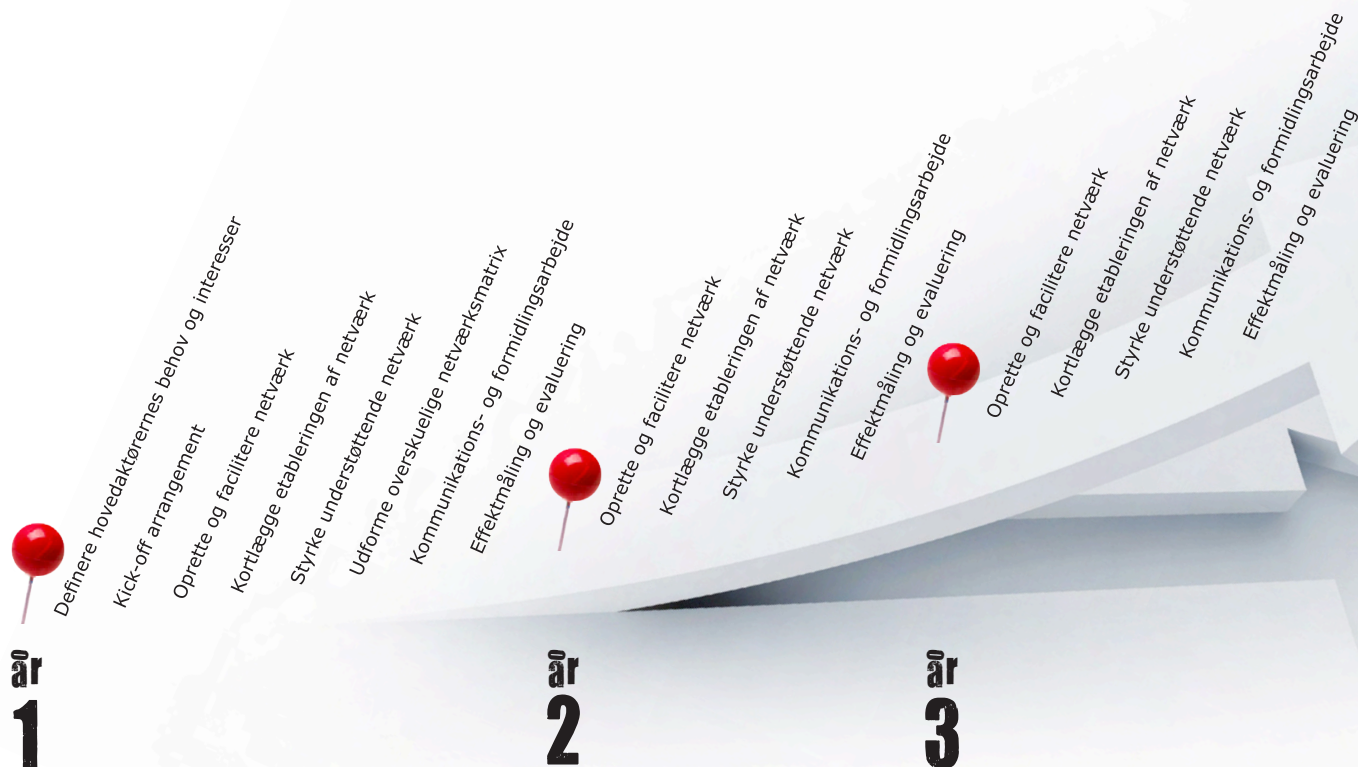 Definere hovedaktørernes behov og interesser
Kick-off arrangement
Oprette og facilitere netværk
Kortlægge etableringen af netværk
Styrke understøttende netværk
Udforme overskuelige netværksmatrix
Kommunikations- og formidlingsarbejde
Effektmåling og evaluering
Oprette og facilitere netværk
Kortlægge etableringen af netværk
Styrke understøttende netværk
Kommunikations- og formidlingsarbejde
Effektmåling og evaluering
Oprette og facilitere netværk
Kortlægge etableringen af netværk
Styrke understøttende netværk
Kommunikations- og formidlingsarbejde
Effektmåling og evaluering
år
1
år
2
år
3